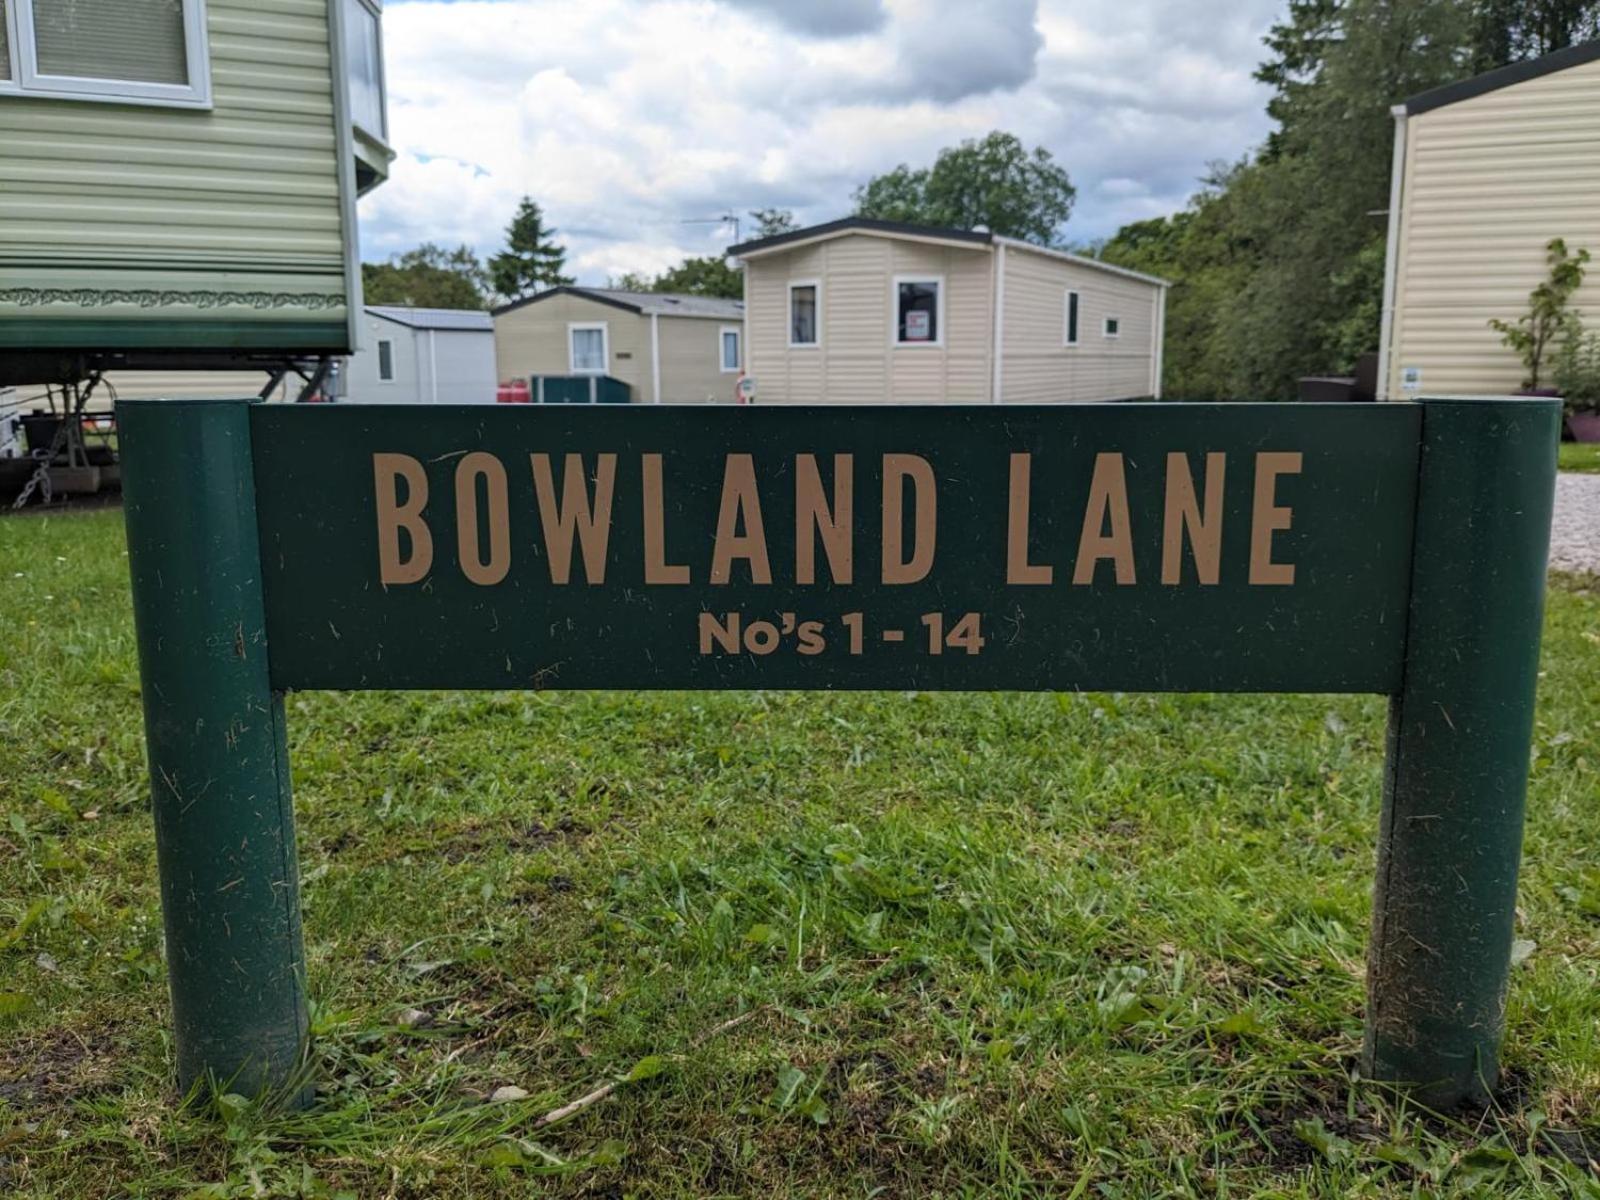 BOWLAND LANE
No's 1 - 14